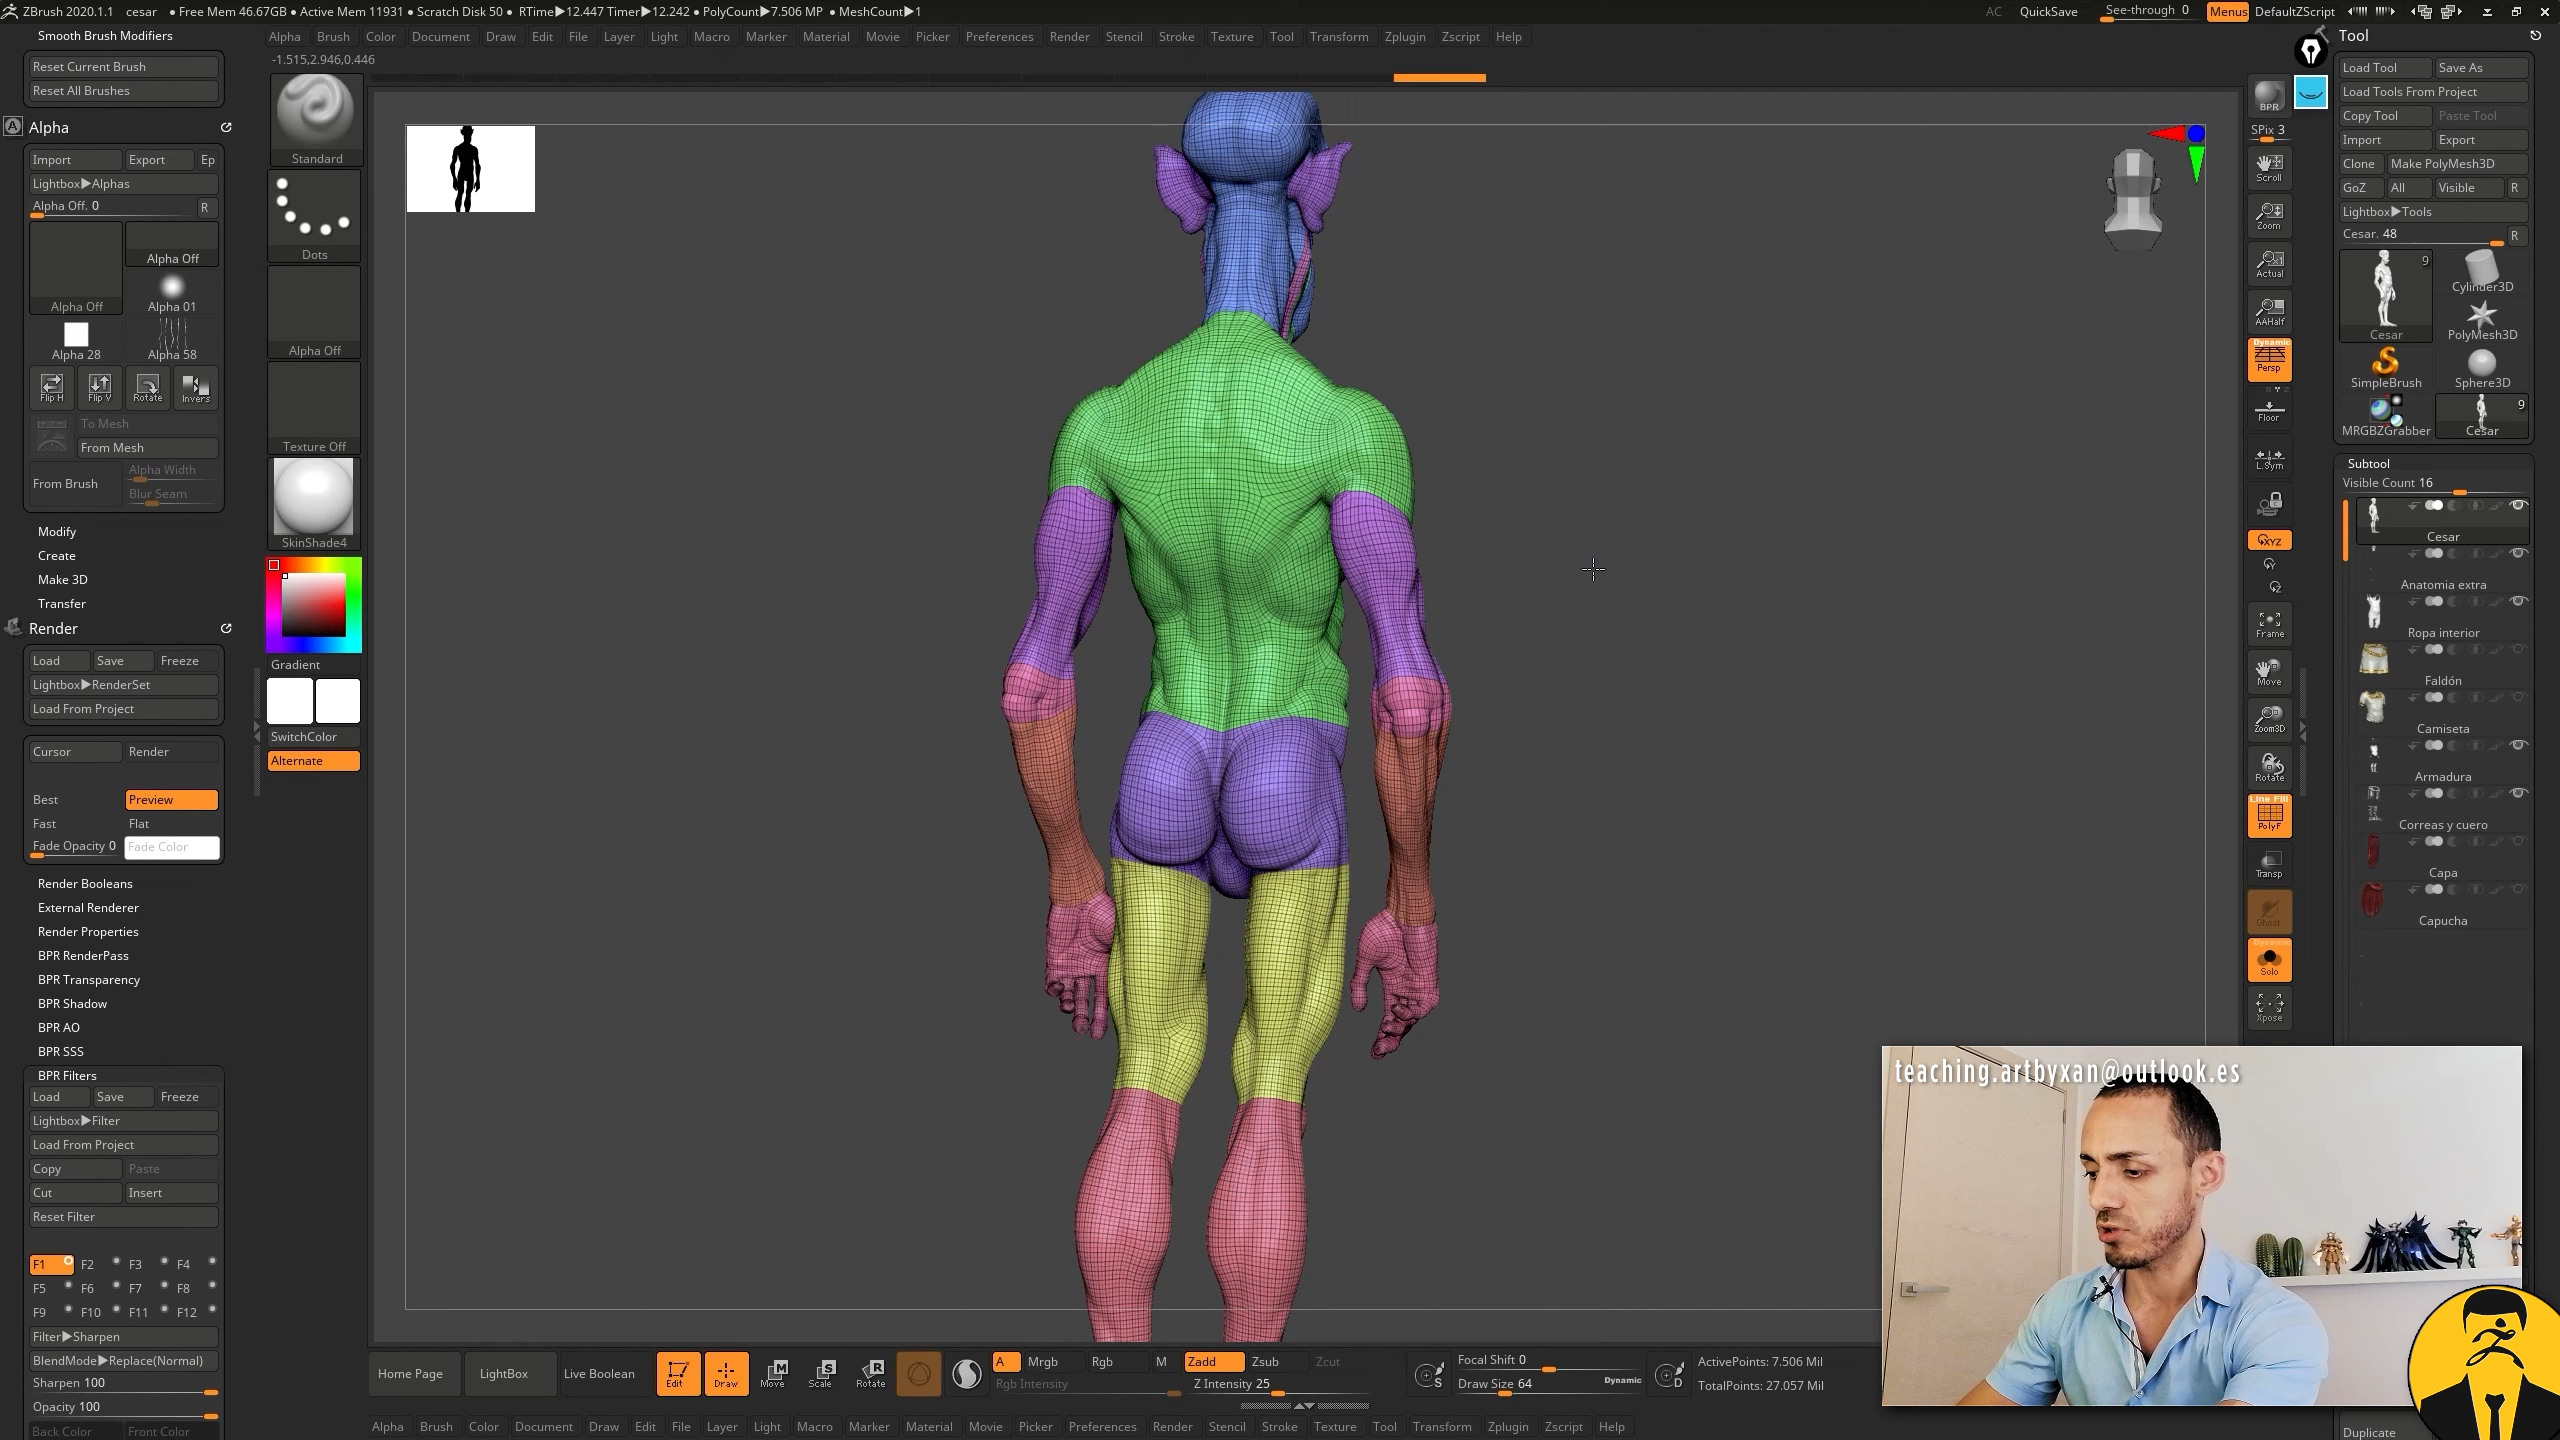 ZBrush 2020.1.1 cesar • Free Mem 46.67GB • Active Mem 11931 • Scratch Disk 50 • RTime▶12.447 Timer▶12.242 • PolyCount▶7.506 MP • MeshCount▶1
AC QuickSave See-through 0 Menus DefaultZScript
Alpha Brush Color Document Draw Edit File Layer Light Macro Marker Material Movie Picker Preferences Render Stencil Stroke Texture Tool Transform Zplugin Zscript Help
-1.515,2.946,0.446
Smooth Brush Modifiers
Reset Current Brush
Reset All Brushes
Alpha
Import Export Ep
Lightbox▶Alphas
Alpha Off. 0 R
Alpha Off
Alpha Off Alpha 01
Alpha 28 Alpha 58
Flip H Flip V Rotate Invers
To Mesh
From Mesh
Alpha Width
From Brush
Blur Seam
Modify
Create
Make 3D
Transfer
Render
Load Save Freeze
Lightbox▶RenderSet
Load From Project
Cursor Render
Best Preview
Fast Flat
Fade Opacity 0 Fade Color
Render Booleans
External Renderer
Render Properties
BPR RenderPass
BPR Transparency
BPR Shadow
BPR AO
BPR SSS
BPR Filters
Load Save Freeze
Lightbox▶Filter
Load From Project
Copy Paste
Cut Insert
Reset Filter
F1 F2 F3 F4
F5 F6 F7 F8
F9 F10 F11 F12
Filter▶Sharpen
BlendMode▶Replace(Normal)
Sharpen 100
Opacity 100
Back Color Front Color
Standard
Dots
Alpha Off
Texture Off
SkinShade4
Gradient
SwitchColor
Alternate
BPR
SPix 3
Scroll
Zoom
Actual
AAHalf
Dynamic
Persp
Floor
L.Sym
XYZ
Y
Z
Frame
Move
Zoom3D
Rotate
Line Fill
PolyF
Transp
Ghost
Dynamic
Solo
Xpose
Tool
Load Tool Save As
Load Tools From Project
Copy Tool Paste Tool
Import Export
Clone Make PolyMesh3D
GoZ All Visible R
Lightbox▶Tools
Cesar. 48 R
9
Cylinder3D
Cesar PolyMesh3D
SimpleBrush Sphere3D
9
MRGBZGrabber Cesar
Subtool
Visible Count 16
Cesar
Anatomia extra
Ropa interior
Faldón
Camiseta
Armadura
Correas y cuero
Capa
Capucha
Duplicate
teaching.artbyxan@outlook.es
Home Page LightBox Live Boolean Edit Draw Move Scale Rotate
A Mrgb Rgb M Zadd Zsub Zcut
Rgb Intensity Z Intensity 25
Focal Shift 0
Draw Size 64 Dynamic
ActivePoints: 7.506 Mil
TotalPoints: 27.057 Mil
Alpha Brush Color Document Draw Edit File Layer Light Macro Marker Material Movie Picker Preferences Render Stencil Stroke Texture Tool Transform Zplugin Zscript Help